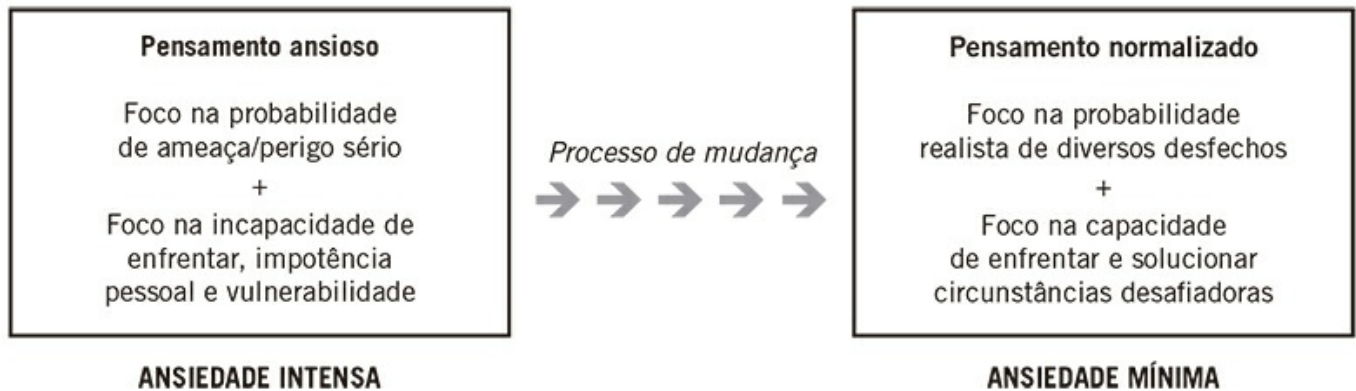 Pensamento ansioso
Foco na probabilidade
de ameaça/perigo sério
+
Foco na incapacidade de
enfrentar, impotência
pessoal e vulnerabilidade
ANSIEDADE INTENSA
Processo de mudança
Pensamento normalizado
Foco na probabilidade
realista de diversos desfechos
+
Foco na capacidade
de enfrentar e solucionar
circunstâncias desafiadoras
ANSIEDADE MÍNIMA